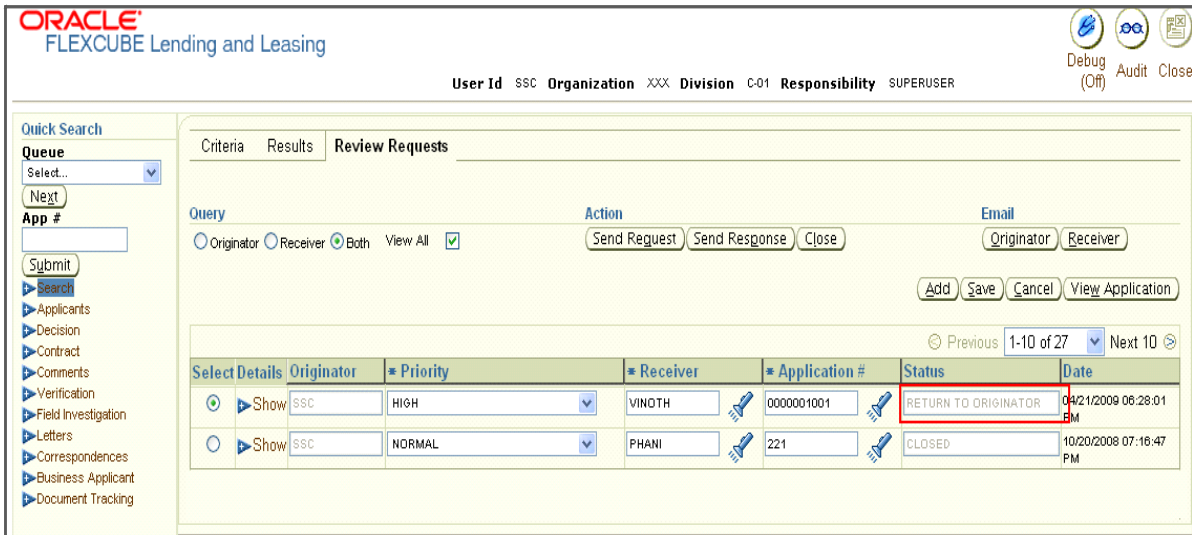 ORACLE
FLEXCUBE Lending and Leasing
Debug (Off)
Audit
Close
User Id SSC Organization XXX Division C-01 Responsibility SUPERUSER
Quick Search
Queue
Select...
Next
App #
Submit
Search
Applicants
Decision
Contract
Comments
Verification
Field Investigation
Letters
Correspondences
Business Applicant
Document Tracking
Criteria Results Review Requests
Query Action Email
Originator Receiver Both View All Send Request Send Response Close Originator Receiver
Add Save Cancel View Application
Previous 1-10 of 27 Next 10
Select Details Originator * Priority * Receiver * Application # Status Date
Show SSC HIGH VINOTH 0000001001 RETURN TO ORIGINATOR 04/21/2009 06:28:01 PM
Show SSC NORMAL PHANI 221 CLOSED 10/20/2008 07:16:47 PM